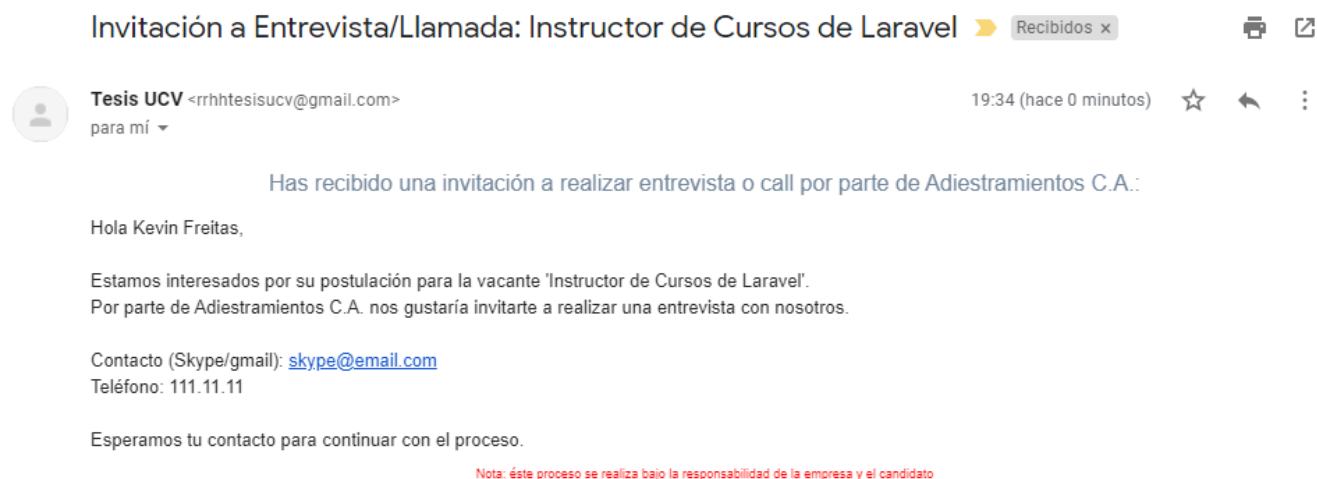 Invitación a Entrevista/Llamada: Instructor de Cursos de Laravel Recibidos x
Tesis UCV <rrhhtesisucv@gmail.com> 19:34 (hace 0 minutos)
para mí
Has recibido una invitación a realizar entrevista o call por parte de Adiestramientos C.A.:
Hola Kevin Freitas,
Estamos interesados por su postulación para la vacante 'Instructor de Cursos de Laravel'.
Por parte de Adiestramientos C.A. nos gustaría invitarte a realizar una entrevista con nosotros.
Contacto (Skype/gmail): skype@email.com
Teléfono: 111.11.11
Esperamos tu contacto para continuar con el proceso.
Nota: éste proceso se realiza bajo la responsabilidad de la empresa y el candidato